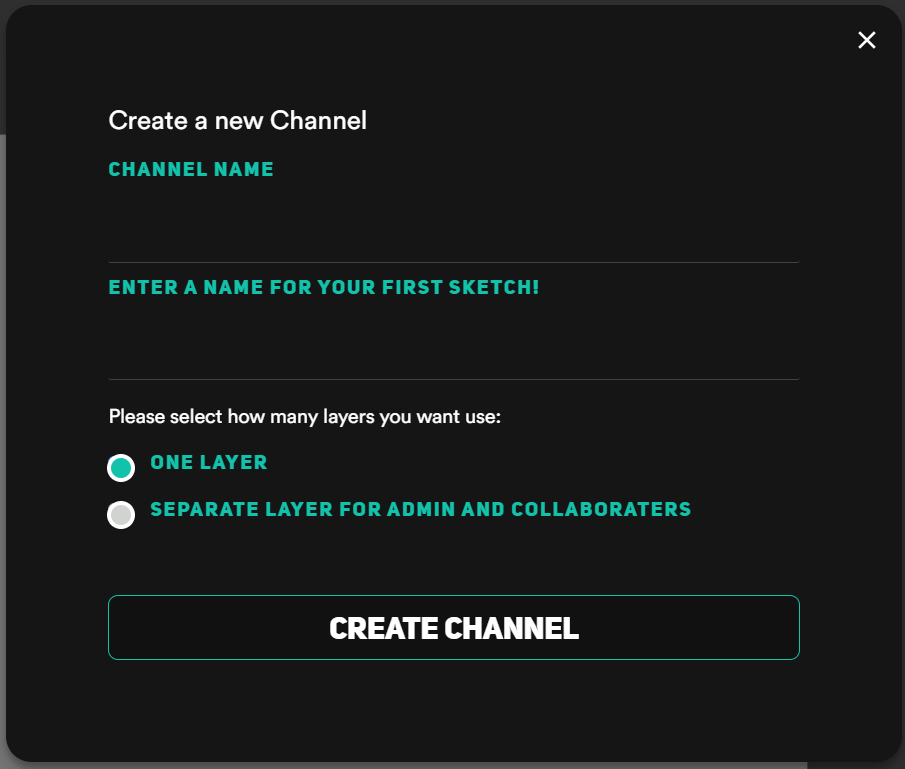 Create a new Channel
CHANNEL NAME
ENTER A NAME FOR YOUR FIRST SKETCH!
Please select how many layers you want use:
ONE LAYER
SEPARATE LAYER FOR ADMIN AND COLLABORATERS
CREATE CHANNEL